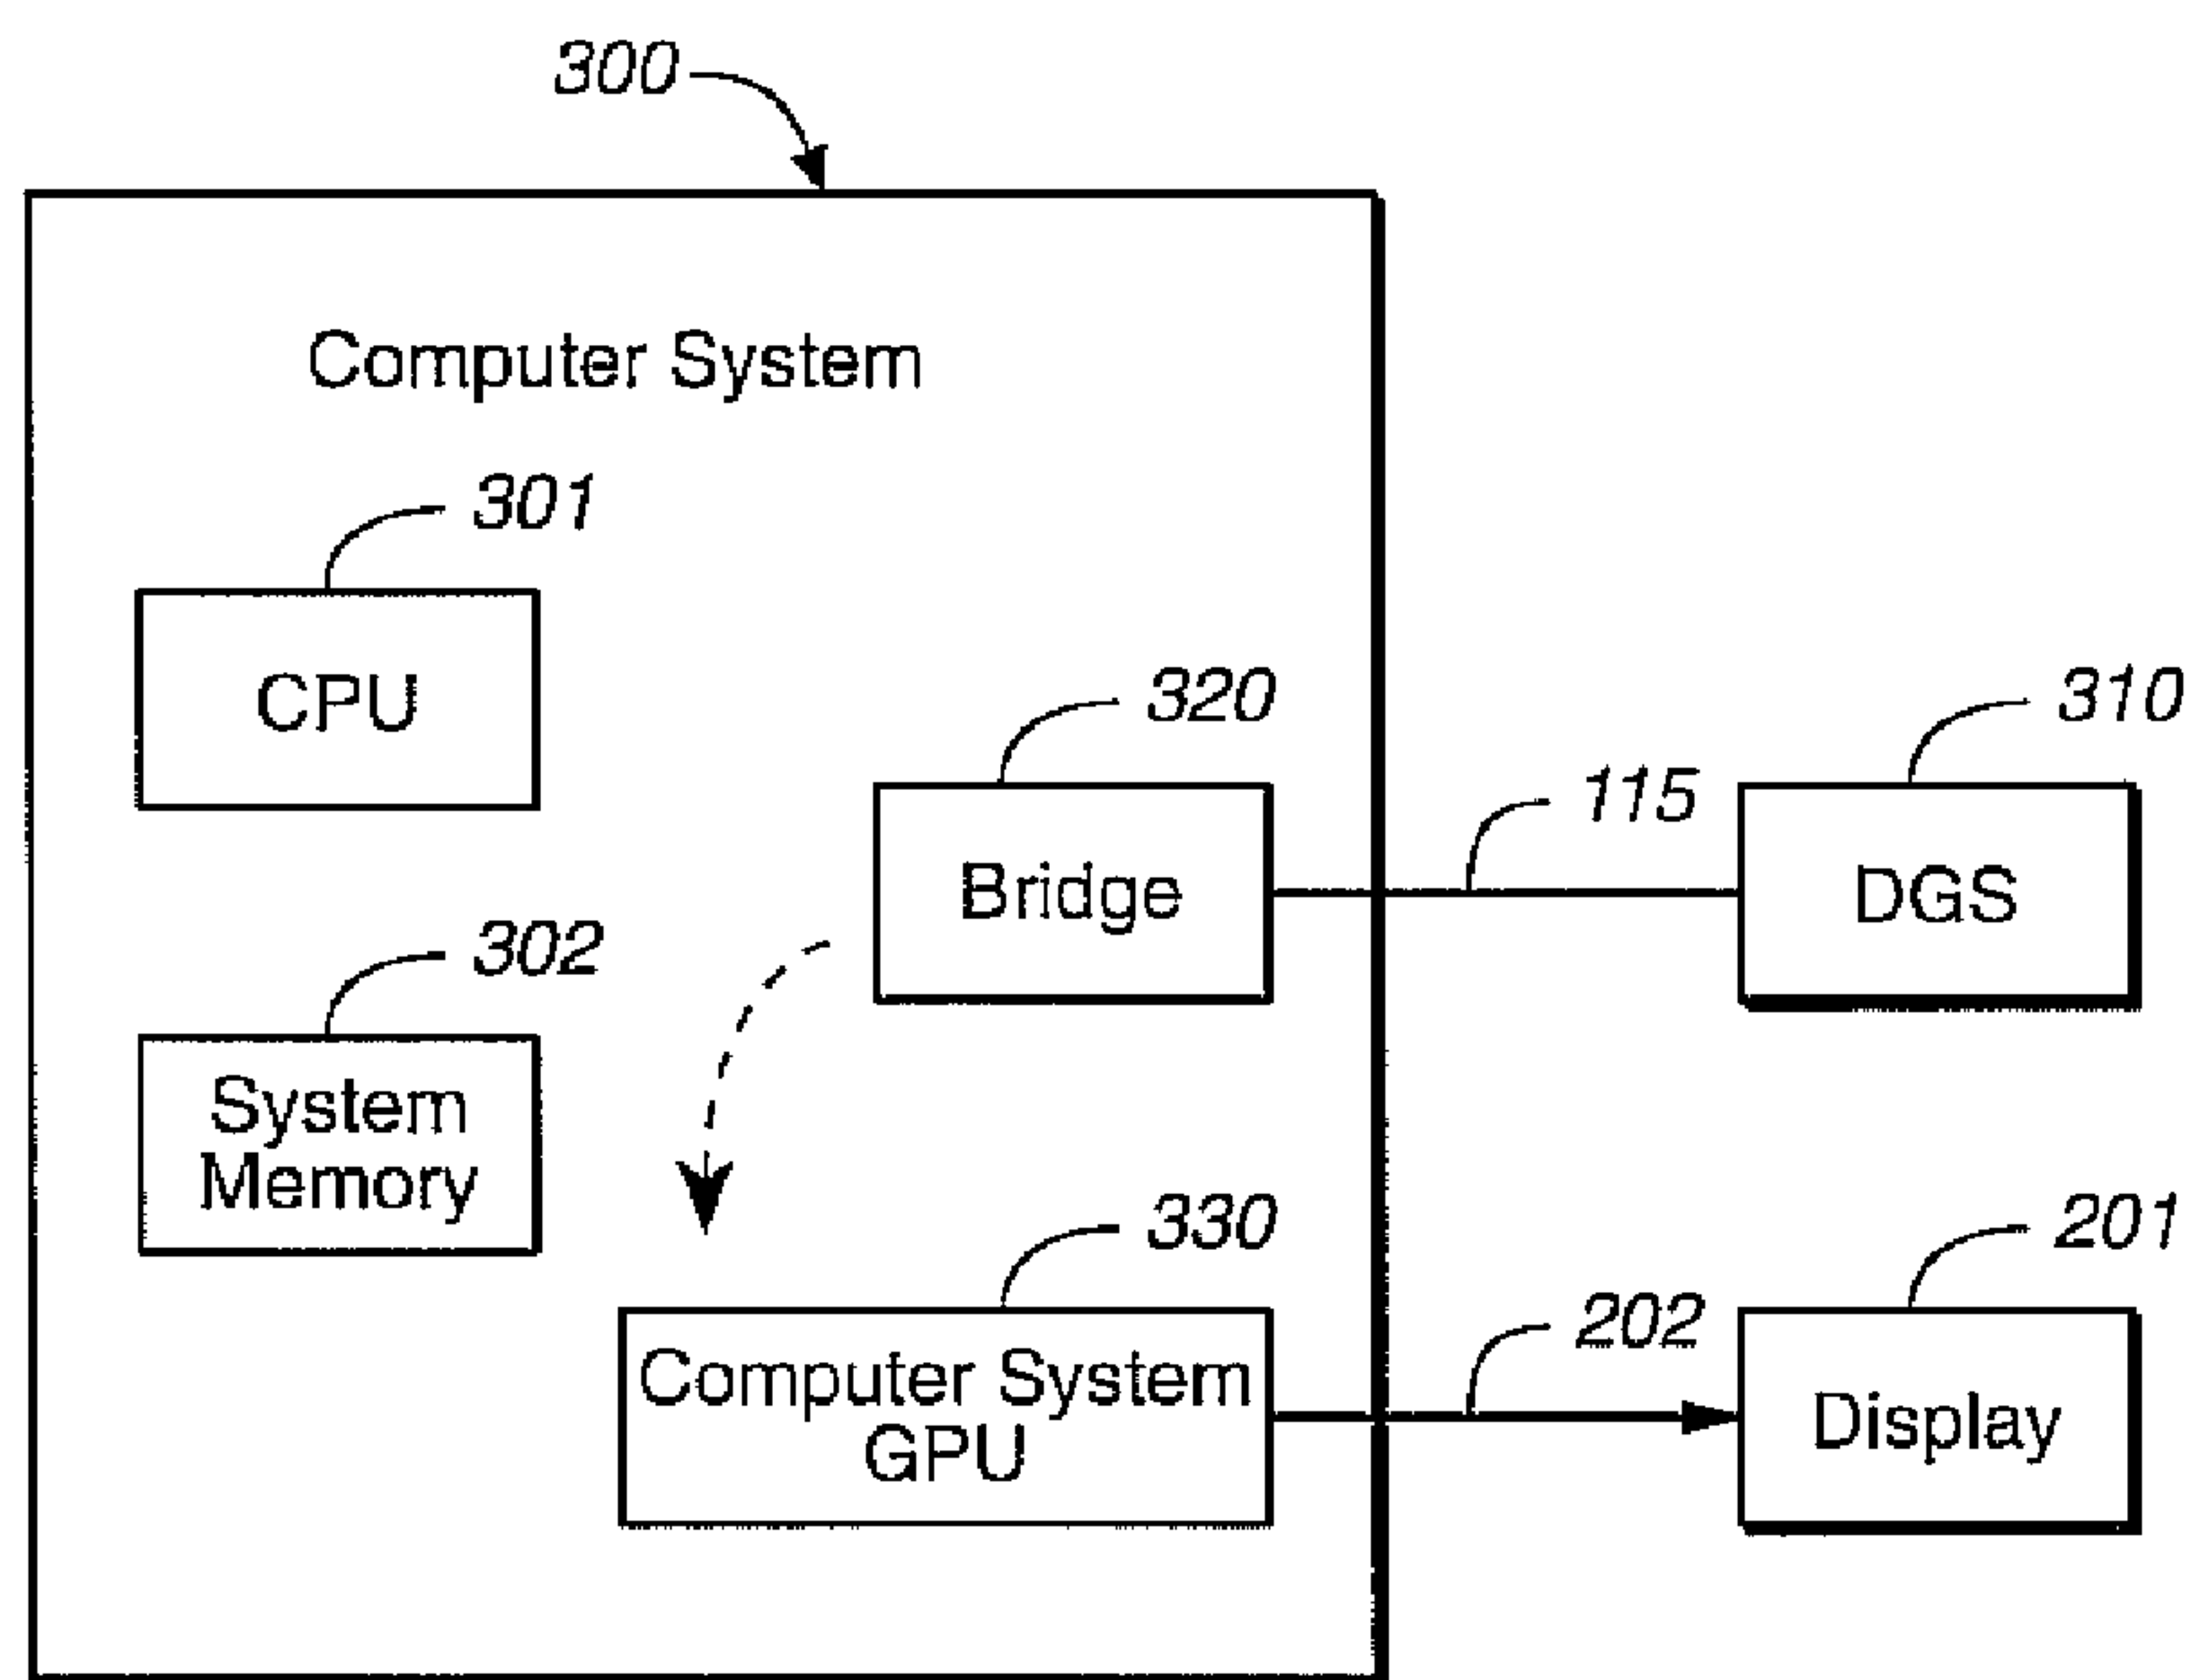 300
Computer System
301
CPU
320
310
115
Bridge
DGS
302
System
Memory
330
201
202
Computer System
GPU
Display